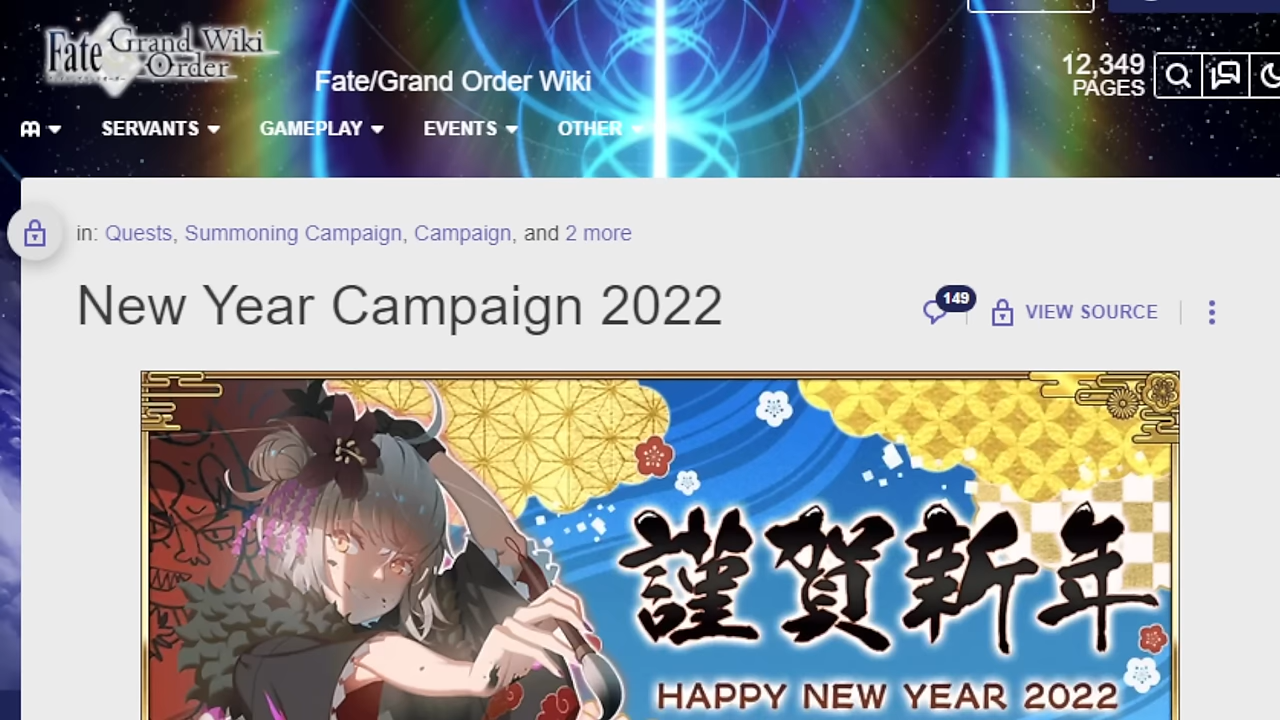 Fate Grand Wiki
Order
Fate/Grand Order Wiki
12,349
PAGES
SERVANTS GAMEPLAY EVENTS OTHER
in: Quests, Summoning Campaign, Campaign, and 2 more
New Year Campaign 2022
149
VIEW SOURCE
謹賀新年
HAPPY NEW YEAR 2022